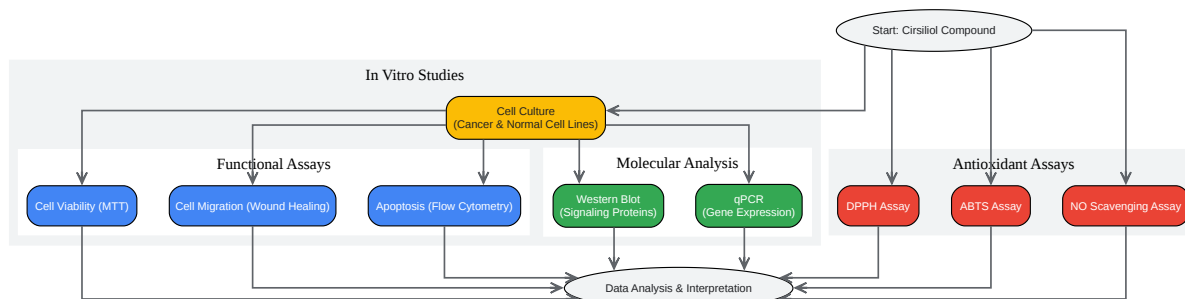 Start: Cirsiliol Compound
In Vitro Studies
Cell Culture
(Cancer & Normal Cell Lines)
Functional Assays
Molecular Analysis
Antioxidant Assays
Cell Viability (MTT)
Cell Migration (Wound Healing)
Apoptosis (Flow Cytometry)
Western Blot
(Signaling Proteins)
qPCR
(Gene Expression)
DPPH Assay
ABTS Assay
NO Scavenging Assay
Data Analysis & Interpretation